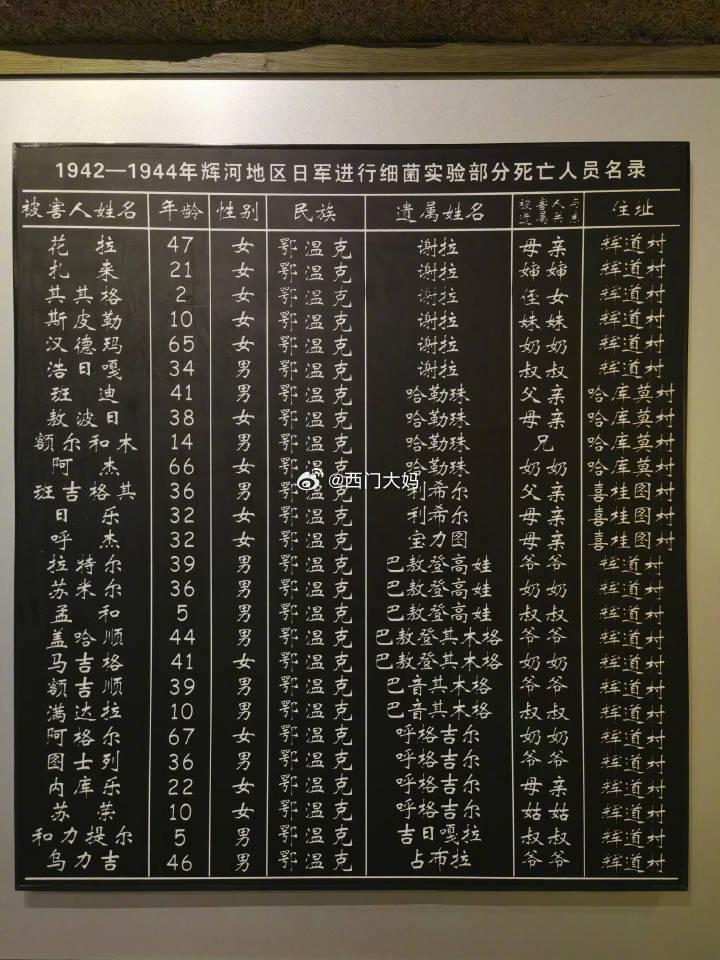 1942—1944年辉河地区日军进行细菌实验部分死亡人员名录
被害人姓名 年龄 性别 民族 遗属姓名 被害人与遗属关系 住址
花拉 47 女 鄂温克 谢拉 母亲 辉道村
扎来 21 女 鄂温克 谢拉 婶婶 辉道村
其其格 2 女 鄂温克 谢拉 侄女 辉道村
斯皮勒 10 女 鄂温克 谢拉 妹妹 辉道村
汉德玛 65 女 鄂温克 谢拉 奶奶 辉道村
浩日嘎 34 男 鄂温克 谢拉 叔叔 辉道村
班迪 41 男 鄂温克 哈勒珠 父亲 哈库莫村
敖波日 38 女 鄂温克 哈勒珠 母亲 哈库莫村
额尔和木 14 男 鄂温克 哈勒珠 兄 哈库莫村
阿杰 66 女 鄂温克 哈勒珠 奶奶 哈库莫村
班吉格其 36 男 鄂温克 利希尔 父亲 喜桂图村
日乐 32 女 鄂温克 利希尔 母亲 喜桂图村
呼杰 32 女 鄂温克 宝力图 母亲 喜桂图村
拉特尔 39 男 鄂温克 巴敖登高娃 爷爷 辉道村
苏米尔 36 男 鄂温克 巴敖登高娃 奶奶 辉道村
孟和 5 男 鄂温克 巴敖登高娃 叔叔 辉道村
盖哈顺 44 男 鄂温克 巴敖登其木格 爷爷 辉道村
马吉格 41 女 鄂温克 巴敖登其木格 奶奶 辉道村
额吉顺 39 男 鄂温克 巴音其木格 爷爷 辉道村
满达拉 10 男 鄂温克 巴音其木格 叔叔 辉道村
阿格尔 67 女 鄂温克 呼格吉尔 奶奶 辉道村
图士列 36 男 鄂温克 呼格吉尔 爷爷 辉道村
内库乐 22 女 鄂温克 呼格吉尔 母亲 辉道村
苏荣 10 女 鄂温克 呼格吉尔 姑姑 辉道村
和力提尔 5 男 鄂温克 吉日嘎拉 叔叔 辉道村
乌力吉 46 男 鄂温克 占布拉 爷爷 辉道村
@西门大妈